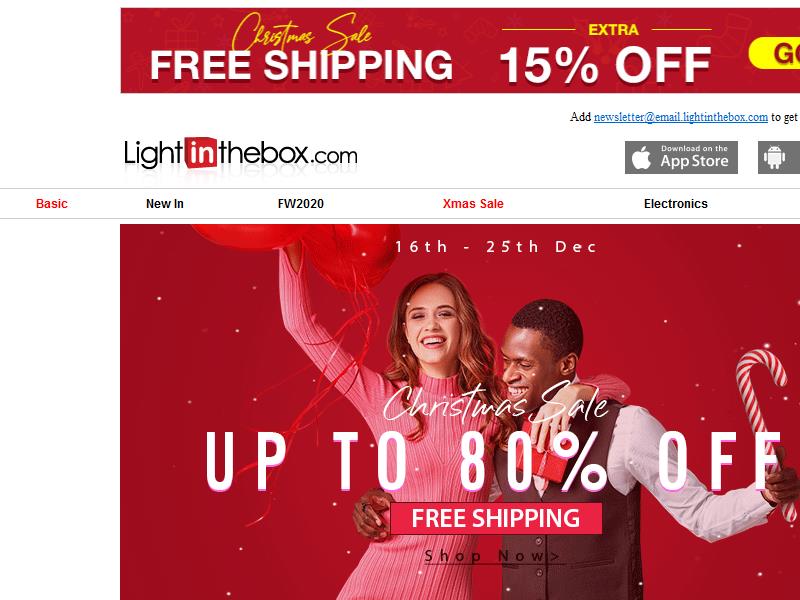 Christmas Sale
FREE SHIPPING
EXTRA
15% OFF
Add newsletter@email.lightinthebox.com to get
Lightinthebox.com
Download on the
App Store
Basic
New In
FW2020
Xmas Sale
Electronics
16th - 25th Dec
Christmas Sale
UP TO 80% OFF
FREE SHIPPING
Shop Now>